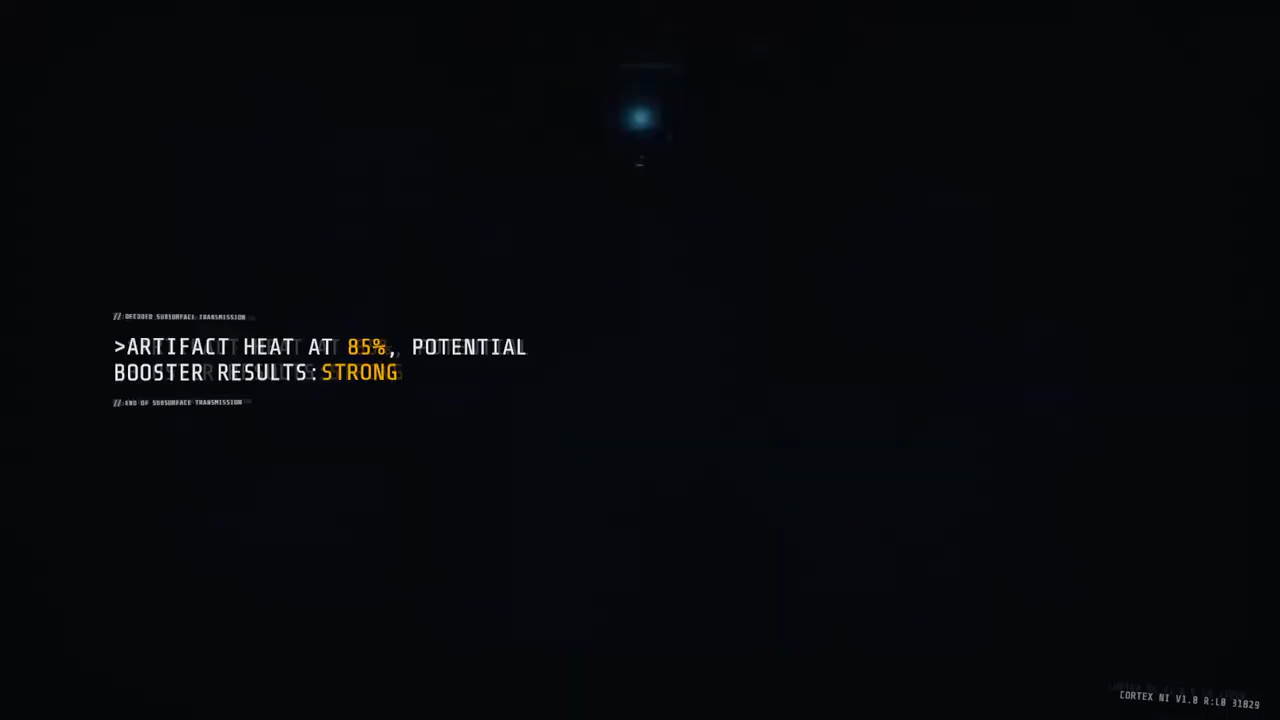 //:DECODED SUBSURFACE TRANSMISSION
>ARTIFACT HEAT AT 85%, POTENTIAL
BOOSTER RESULTS:STRONG
//:END OF SUBSURFACE TRANSMISSION
CORTEX NI V1.0 R:L0 31829